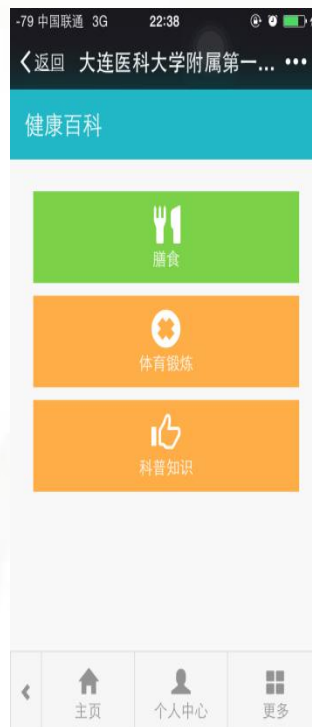 -79 中国联通 3G 22:38
返回 大连医科大学附属第一... •••
健康百科
膳食
体育锻炼
科普知识
主页 个人中心 更多